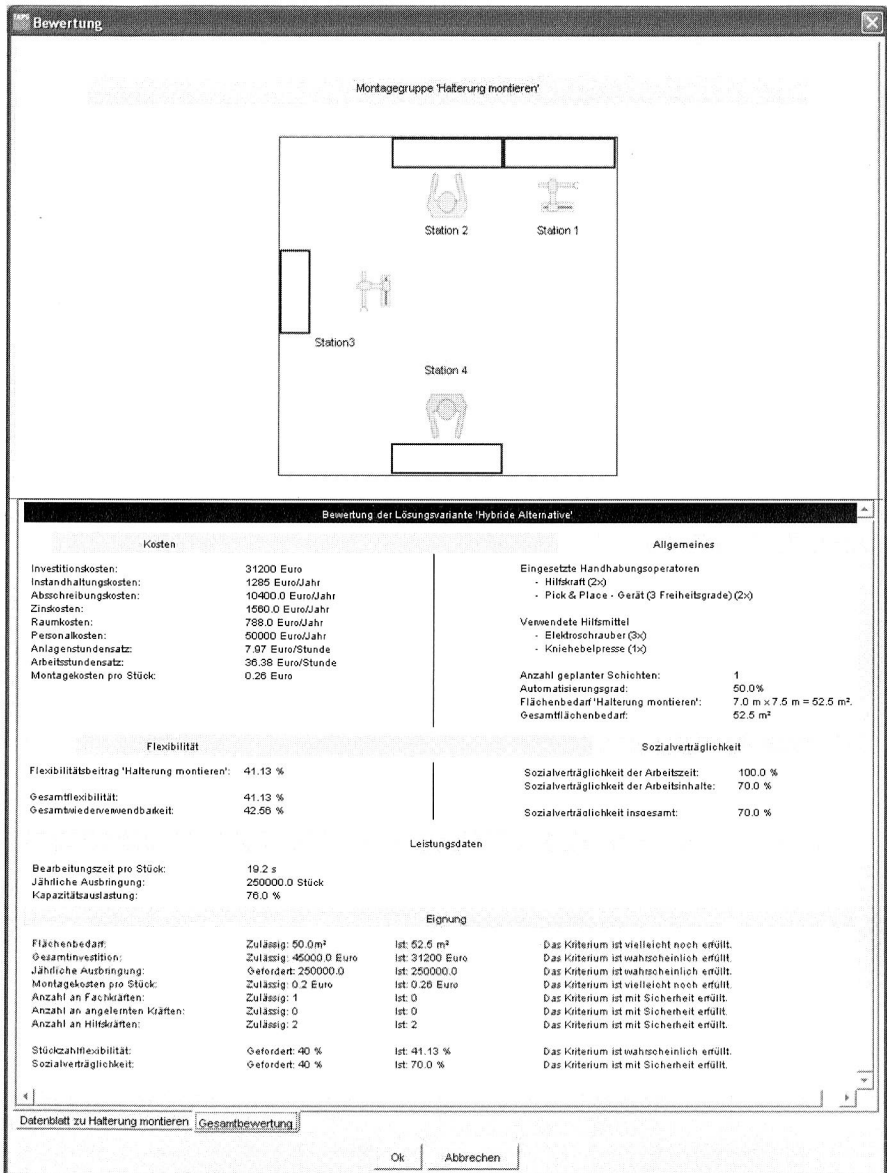 TAPS Bewertung
Montagegruppe 'Halterung montieren'
Station 2 Station 1
Station3
Station 4
Bewertung der Lösungsvariante 'Hybride Alternative'
Kosten
Investitionskosten: 31200 Euro
Instandhaltungskosten: 1285 Euro/Jahr
Abschreibungskosten: 10400.0 Euro/Jahr
Zinskosten: 1560.0 Euro/Jahr
Raumkosten: 788.0 Euro/Jahr
Personalkosten: 50000 Euro/Jahr
Anlagenstundensatz: 7.97 Euro/Stunde
Arbeitsstundensatz: 36.38 Euro/Stunde
Montagekosten pro Stück: 0.26 Euro
Allgemeines
Eingesetzte Handhabungsoperatoren
- Hilfskraft (2x)
- Pick & Place - Gerät (3 Freiheitsgrade) (2x)
Verwendete Hilfsmittel
- Elektroschrauber (3x)
- Kniehebelpresse (1x)
Anzahl geplanter Schichten: 1
Automatisierungsgrad: 50.0%
Flächenbedarf 'Halterung montieren': 7.0 m x 7.5 m = 52.5 m².
Gesamtflächenbedarf: 52.5 m²
Flexibilität
Flexibilitätsbeitrag 'Halterung montieren': 41.13 %
Gesamtflexibilität: 41.13 %
Gesamtwiederverwendbarkeit: 42.56 %
Sozialverträglichkeit
Sozialverträglichkeit der Arbeitszeit: 100.0 %
Sozialverträglichkeit der Arbeitsinhalte: 70.0 %
Sozialverträglichkeit insgesamt: 70.0 %
Leistungsdaten
Bearbeitungszeit pro Stück: 19.2 s
Jährliche Ausbringung: 250000.0 Stück
Kapazitätsauslastung: 76.0 %
Eignung
Flächenbedarf: Zulässig: 50.0m² Ist: 52.5 m² Das Kriterium ist vielleicht noch erfüllt.
Gesamtinvestition: Zulässig: 45000.0 Euro Ist: 31200 Euro Das Kriterium ist wahrscheinlich erfüllt.
Jährliche Ausbringung: Gefordert: 250000.0 Ist: 250000.0 Das Kriterium ist wahrscheinlich erfüllt.
Montagekosten pro Stück: Zulässig: 0.2 Euro Ist: 0.26 Euro Das Kriterium ist vielleicht noch erfüllt.
Anzahl an Fachkräften: Zulässig: 1 Ist: 0 Das Kriterium ist mit Sicherheit erfüllt.
Anzahl an angelernten Kräften: Zulässig: 0 Ist: 0 Das Kriterium ist mit Sicherheit erfüllt.
Anzahl an Hilfskräften: Zulässig: 2 Ist: 2 Das Kriterium ist mit Sicherheit erfüllt.
Stückzahlflexibilität: Gefordert: 40 % Ist: 41.13 % Das Kriterium ist wahrscheinlich erfüllt.
Sozialverträglichkeit: Gefordert: 40 % Ist: 70.0 % Das Kriterium ist mit Sicherheit erfüllt.
Datenblatt zu Halterung montieren Gesamtbewertung
Ok Abbrechen